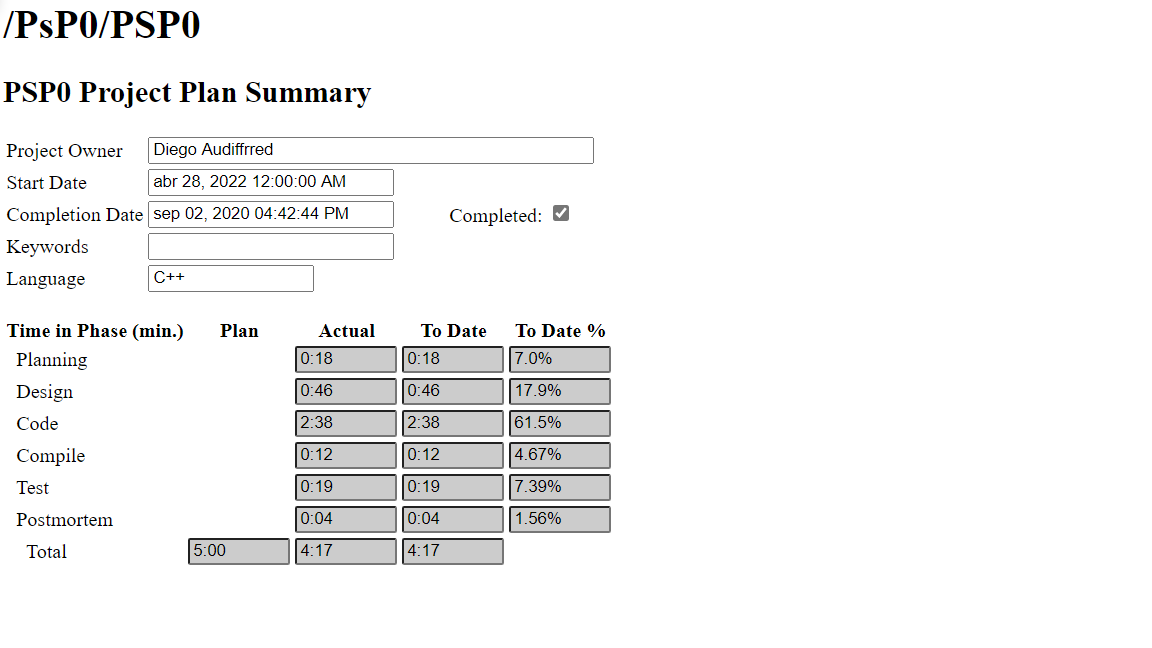 /PsP0/PSP0
PSP0 Project Plan Summary
Project Owner Diego Audiffrred
Start Date abr 28, 2022 12:00:00 AM
Completion Date sep 02, 2020 04:42:44 PM Completed:
Keywords
Language C++
Time in Phase (min.) Plan Actual To Date To Date %
Planning 0:18 0:18 7.0%
Design 0:46 0:46 17.9%
Code 2:38 2:38 61.5%
Compile 0:12 0:12 4.67%
Test 0:19 0:19 7.39%
Postmortem 0:04 0:04 1.56%
Total 5:00 4:17 4:17